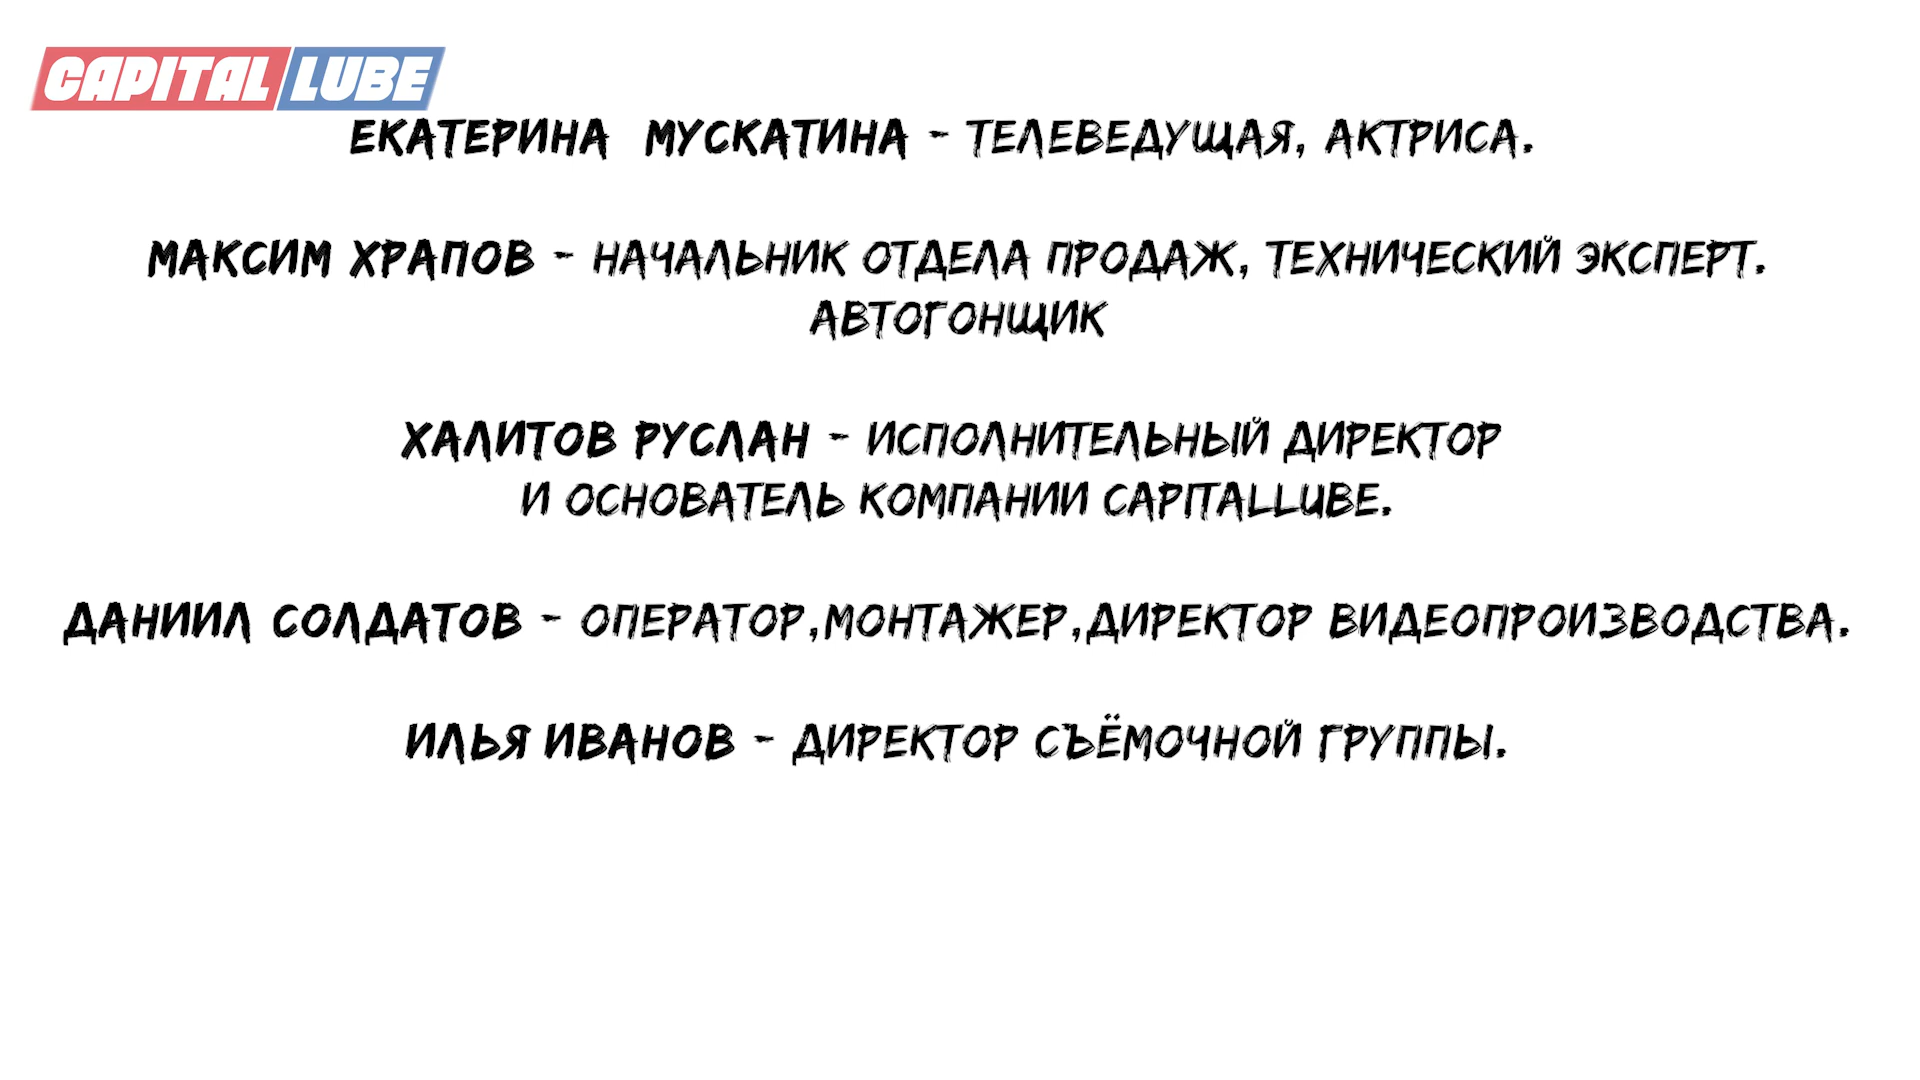 CAPITAL LUBE
ЕКАТЕРИНА МУСКАТИНА - ТЕЛЕВЕДУЩАЯ, АКТРИСА.
МАКСИМ ХРАПОВ - НАЧАЛЬНИК ОТДЕЛА ПРОДАЖ, ТЕХНИЧЕСКИЙ ЭКСПЕРТ.
АВТОГОНЩИК
ХАЛИТОВ РУСЛАН - ИСПОЛНИТЕЛЬНЫЙ ДИРЕКТОР
И ОСНОВАТЕЛЬ КОМПАНИИ CAPITALLUBE.
ДАНИИЛ СОЛДАТОВ - ОПЕРАТОР,МОНТАЖЕР,ДИРЕКТОР ВИДЕОПРОИЗВОДСТВА.
ИЛЬЯ ИВАНОВ - ДИРЕКТОР СЪЁМОЧНОЙ ГРУППЫ.